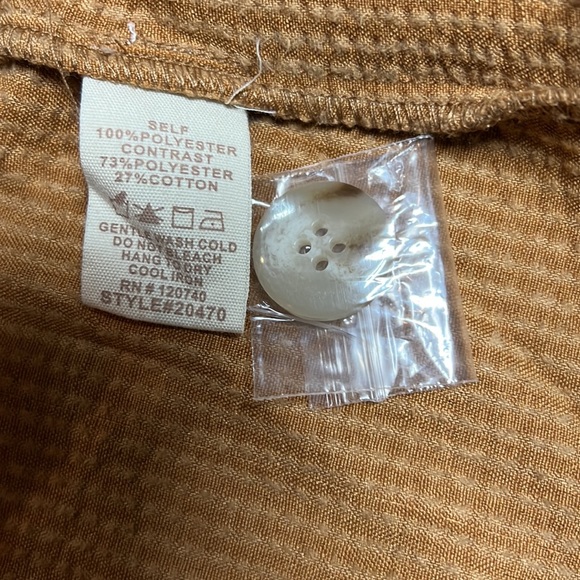 SELF
100%POLYESTER
CONTRAST
73%POLYESTER
27%COTTON
GENTLE WASH COLD
DO NOT BLEACH
HANG TO DRY
COOL IRON
RN#120740
STYLE#20470